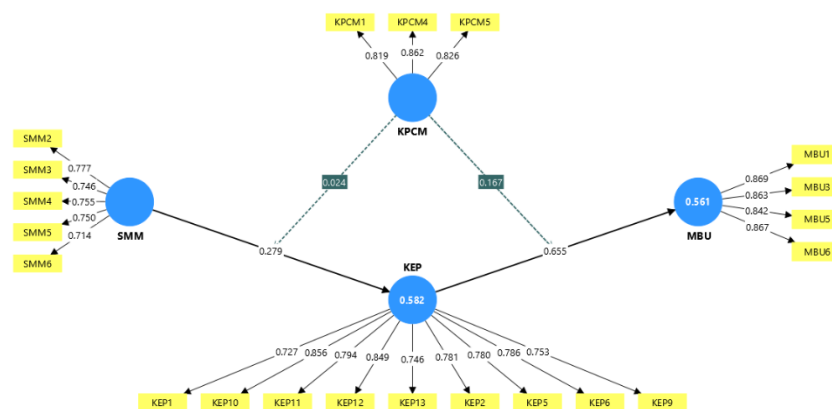 KPCM1 KPCM4 KPCM5
0.819 0.862 0.826
KPCM
SMM2
SMM3
SMM4
SMM5
SMM6
0.777
0.746
0.755
0.750
0.714
SMM
0.024
0.167
0.279
0.655
0.561
MBU
0.869
0.863
0.842
0.867
MBU1
MBU3
MBU5
MBU6
KEP
0.582
0.727 0.856 0.794 0.849 0.746 0.781 0.780 0.786 0.753
KEP1 KEP10 KEP11 KEP12 KEP13 KEP2 KEP5 KEP6 KEP9